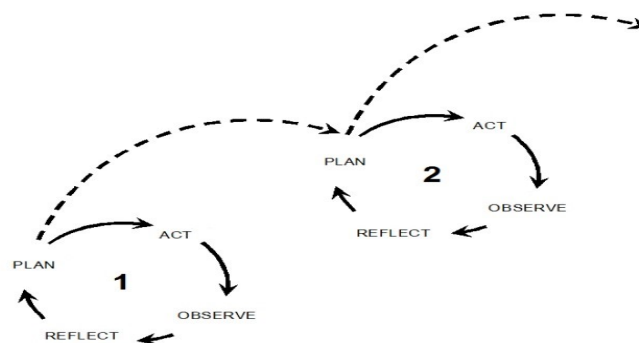 ACT
PLAN
2
OBSERVE
REFLECT
ACT
PLAN
1
OBSERVE
REFLECT